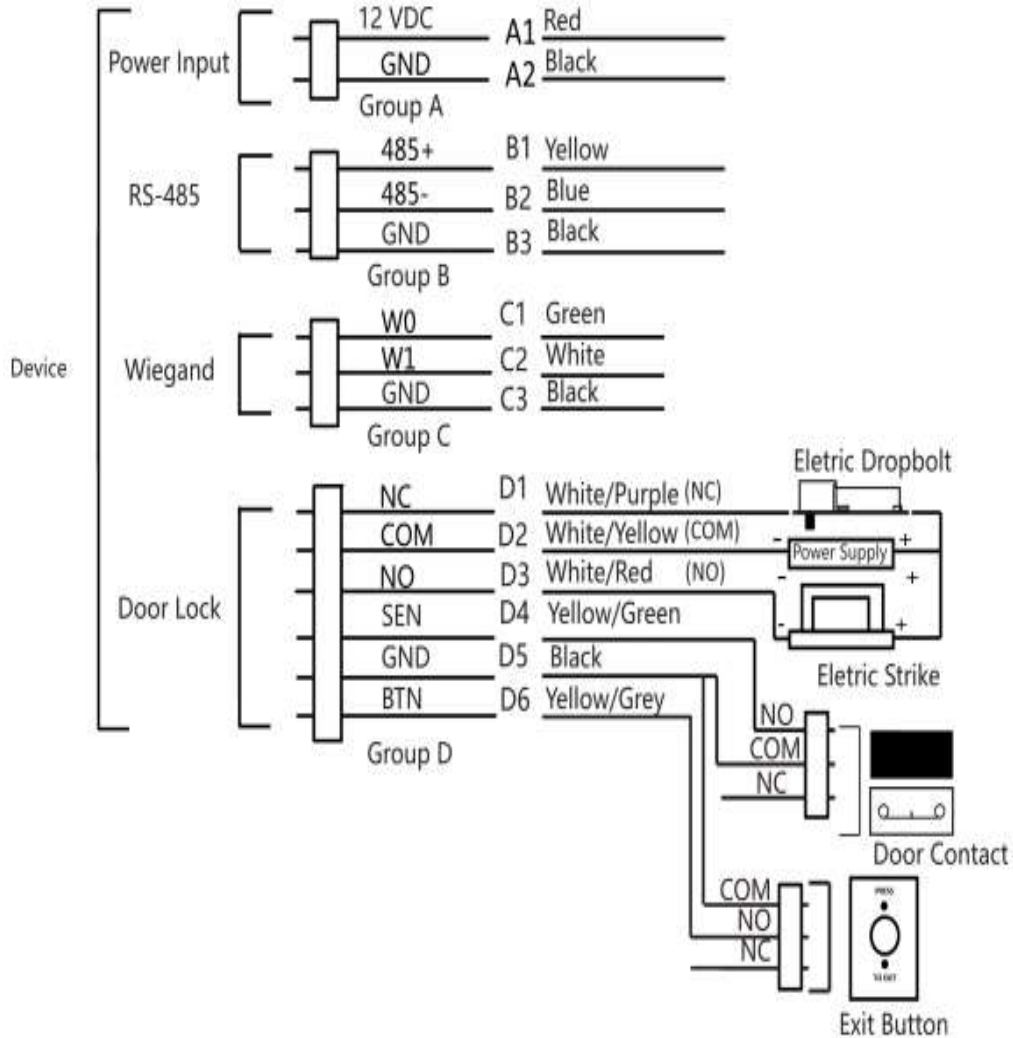 12 VDC A1 Red
Power Input
GND A2 Black
Group A
485+ B1 Yellow
RS-485
485- B2 Blue
GND B3 Black
Group B
W0 C1 Green
Device
Wiegand
W1 C2 White
GND C3 Black
Group C
Eletric Dropbolt
NC D1 White/Purple (NC)
COM D2 White/Yellow (COM)
- +
Power Supply
NO D3 White/Red (NO)
- +
Door Lock
SEN D4 Yellow/Green
- +
GND D5 Black
Eletric Strike
BTN D6 Yellow/Grey
Group D
NO
COM
NC
Door Contact
COM
NO
NC
PRESS
TO EXIT
Exit Button